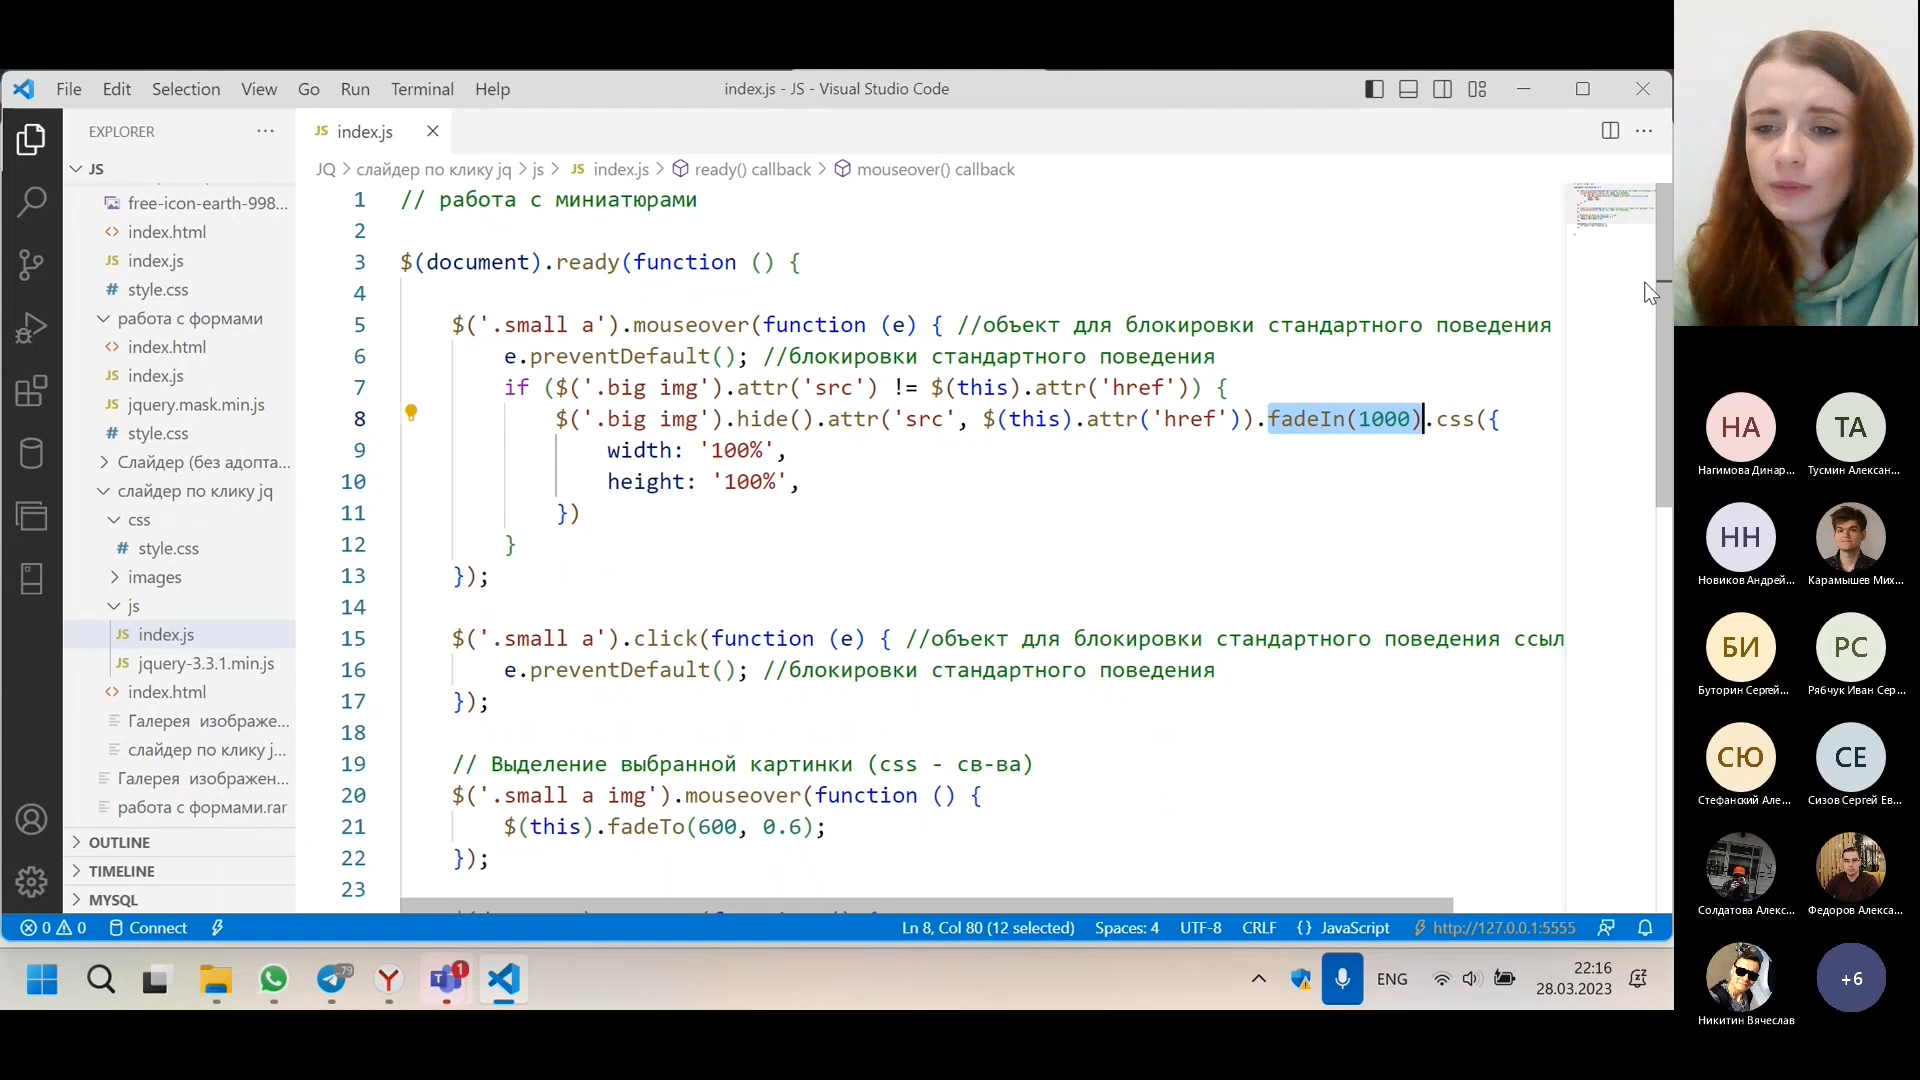 File Edit Selection View Go Run Terminal Help
index.js - JS - Visual Studio Code
EXPLORER
JS
free-icon-earth-998...
index.html
index.js
style.css
работа с формами
index.html
index.js
jquery.mask.min.js
style.css
Слайдер (без адопта...
слайдер по клику jq
css
style.css
images
js
index.js
jquery-3.3.1.min.js
index.html
Галерея изображе...
слайдер по клику j...
Галерея изображен...
работа с формами.rar
OUTLINE
TIMELINE
MYSQL
JS index.js
JQ > слайдер по клику jq > js > JS index.js > ready() callback > mouseover() callback
1 // работа с миниатюрами
2
3 $(document).ready(function () {
4
5 $('.small a').mouseover(function (e) { //объект для блокировки стандартного поведения
6 e.preventDefault(); //блокировки стандартного поведения
7 if ($('.big img').attr('src') != $(this).attr('href')) {
8 $('.big img').hide().attr('src', $(this).attr('href')).fadeIn(1000).css({
9 width: '100%',
10 height: '100%',
11 })
12 }
13 });
14
15 $('.small a').click(function (e) { //объект для блокировки стандартного поведения ссыл
16 e.preventDefault(); //блокировки стандартного поведения
17 });
18
19 // Выделение выбранной картинки (css - св-ва)
20 $('.small a img').mouseover(function () {
21 $(this).fadeTo(600, 0.6);
22 });
23
0 0 Connect
Ln 8, Col 80 (12 selected) Spaces: 4 UTF-8 CRLF {} JavaScript http://127.0.0.1:5555
79
1
ENG
22:16
28.03.2023
НА ТА
Нагимова Динар... Тусмин Алексан...
НН
Новиков Андрей... Карамышев Мих...
БИ РС
Буторин Сергей... Рябчук Иван Сер...
СЮ СЕ
Стефанский Але... Сизов Сергей Ев...
Солдатова Алекс... Федоров Алекса...
+6
Никитин Вячеслав